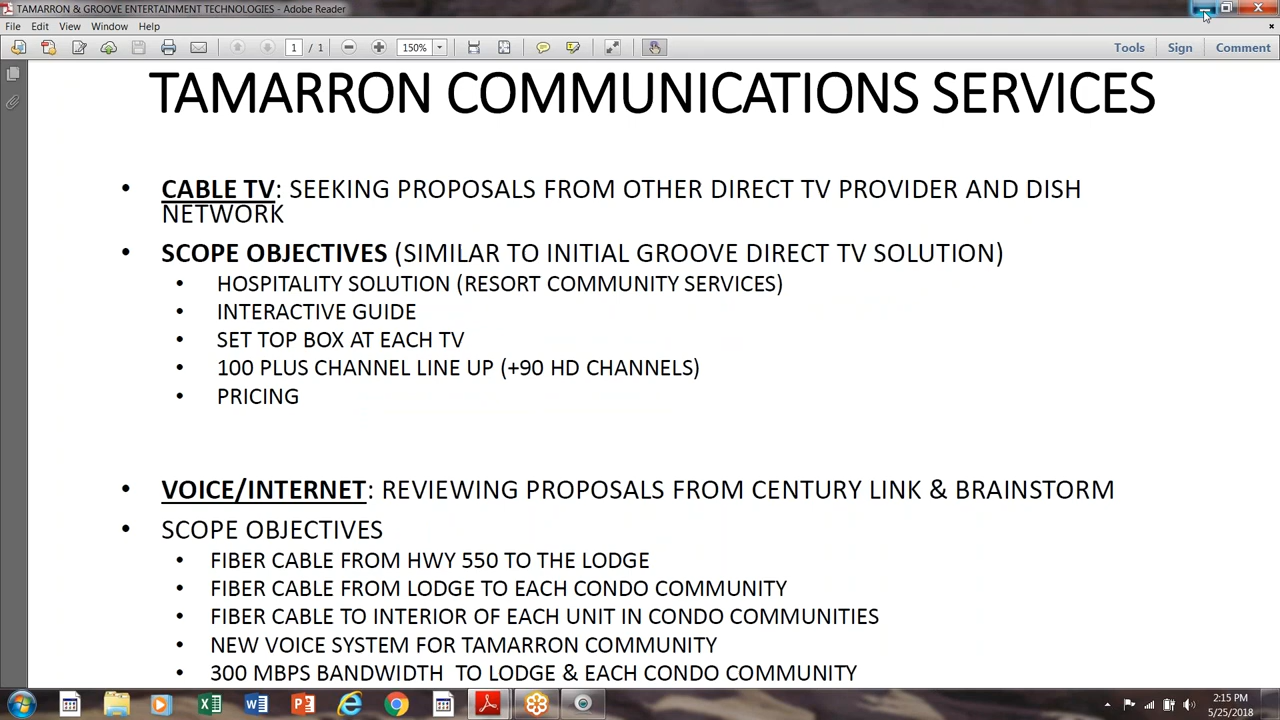 TAMARRON & GROOVE ENTERTAINMENT TECHNOLOGIES - Adobe Reader
File Edit View Window Help
1 / 1 150% Tools Sign Comment
TAMARRON COMMUNICATIONS SERVICES
• CABLE TV: SEEKING PROPOSALS FROM OTHER DIRECT TV PROVIDER AND DISH
NETWORK
• SCOPE OBJECTIVES (SIMILAR TO INITIAL GROOVE DIRECT TV SOLUTION)
• HOSPITALITY SOLUTION (RESORT COMMUNITY SERVICES)
• INTERACTIVE GUIDE
• SET TOP BOX AT EACH TV
• 100 PLUS CHANNEL LINE UP (+90 HD CHANNELS)
• PRICING
• VOICE/INTERNET: REVIEWING PROPOSALS FROM CENTURY LINK & BRAINSTORM
• SCOPE OBJECTIVES
• FIBER CABLE FROM HWY 550 TO THE LODGE
• FIBER CABLE FROM LODGE TO EACH CONDO COMMUNITY
• FIBER CABLE TO INTERIOR OF EACH UNIT IN CONDO COMMUNITIES
• NEW VOICE SYSTEM FOR TAMARRON COMMUNITY
• 300 MBPS BANDWIDTH TO LODGE & EACH CONDO COMMUNITY
2:15 PM
5/25/2018